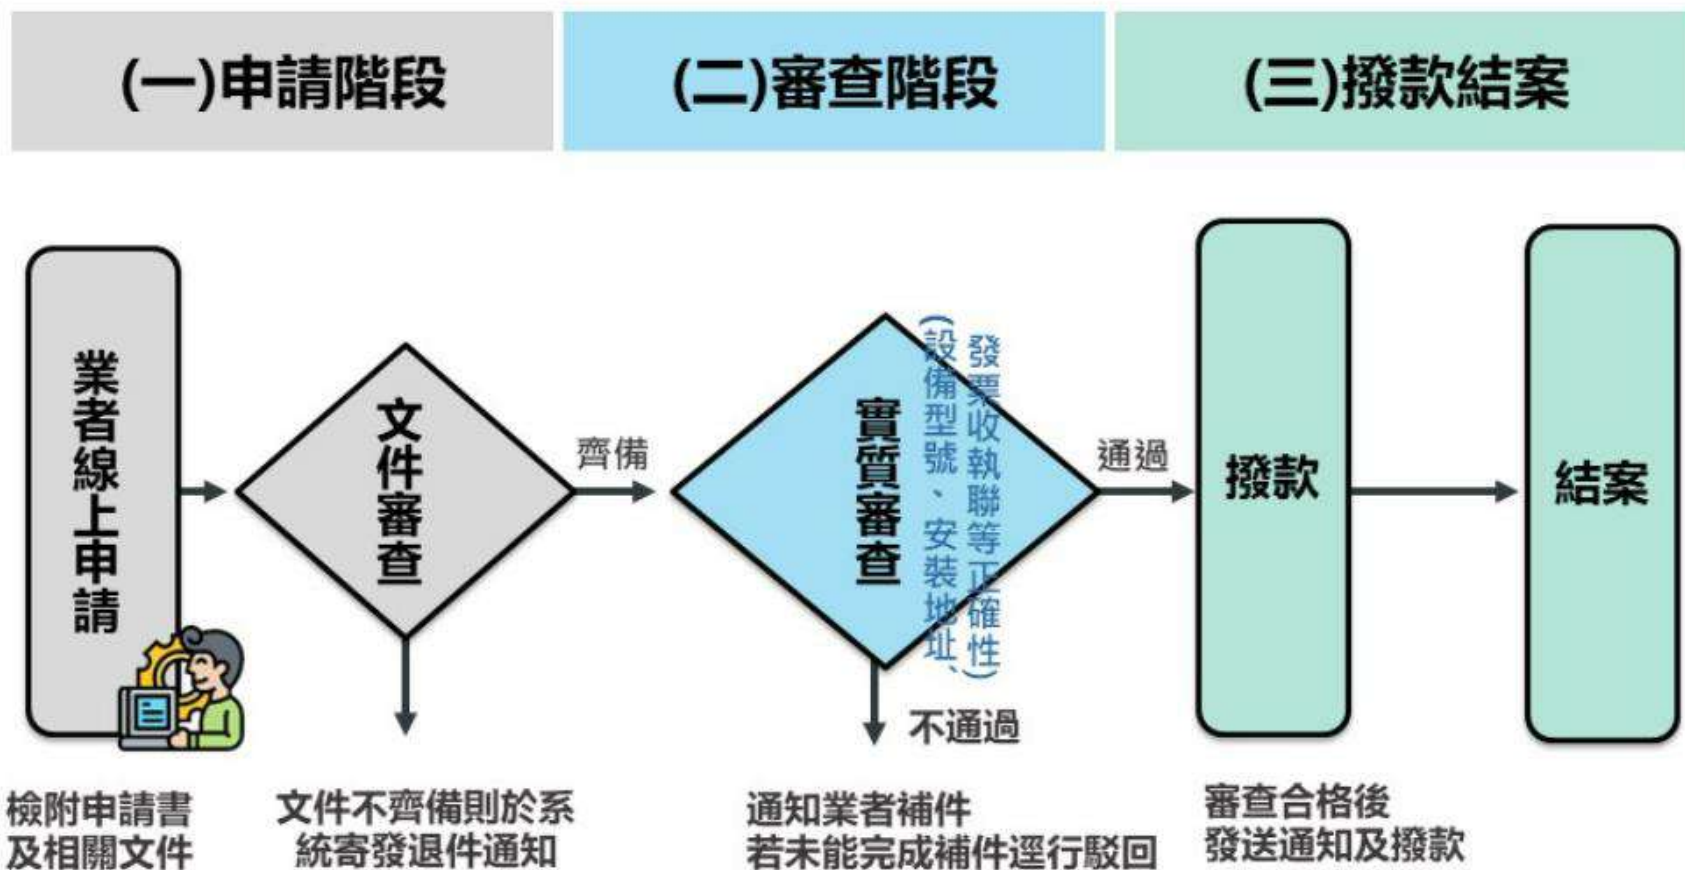 (一)申請階段
(二)審查階段
(三)撥款結案
業者線上申請
文件審查
齊備
實質審查
(設備型號、安裝地址、
發票收執聯等正確性)
通過
不通過
撥款
結案
檢附申請書
及相關文件
文件不齊備則於系
統寄發退件通知
通知業者補件
若未能完成補件逕行駁回
審查合格後
發送通知及撥款